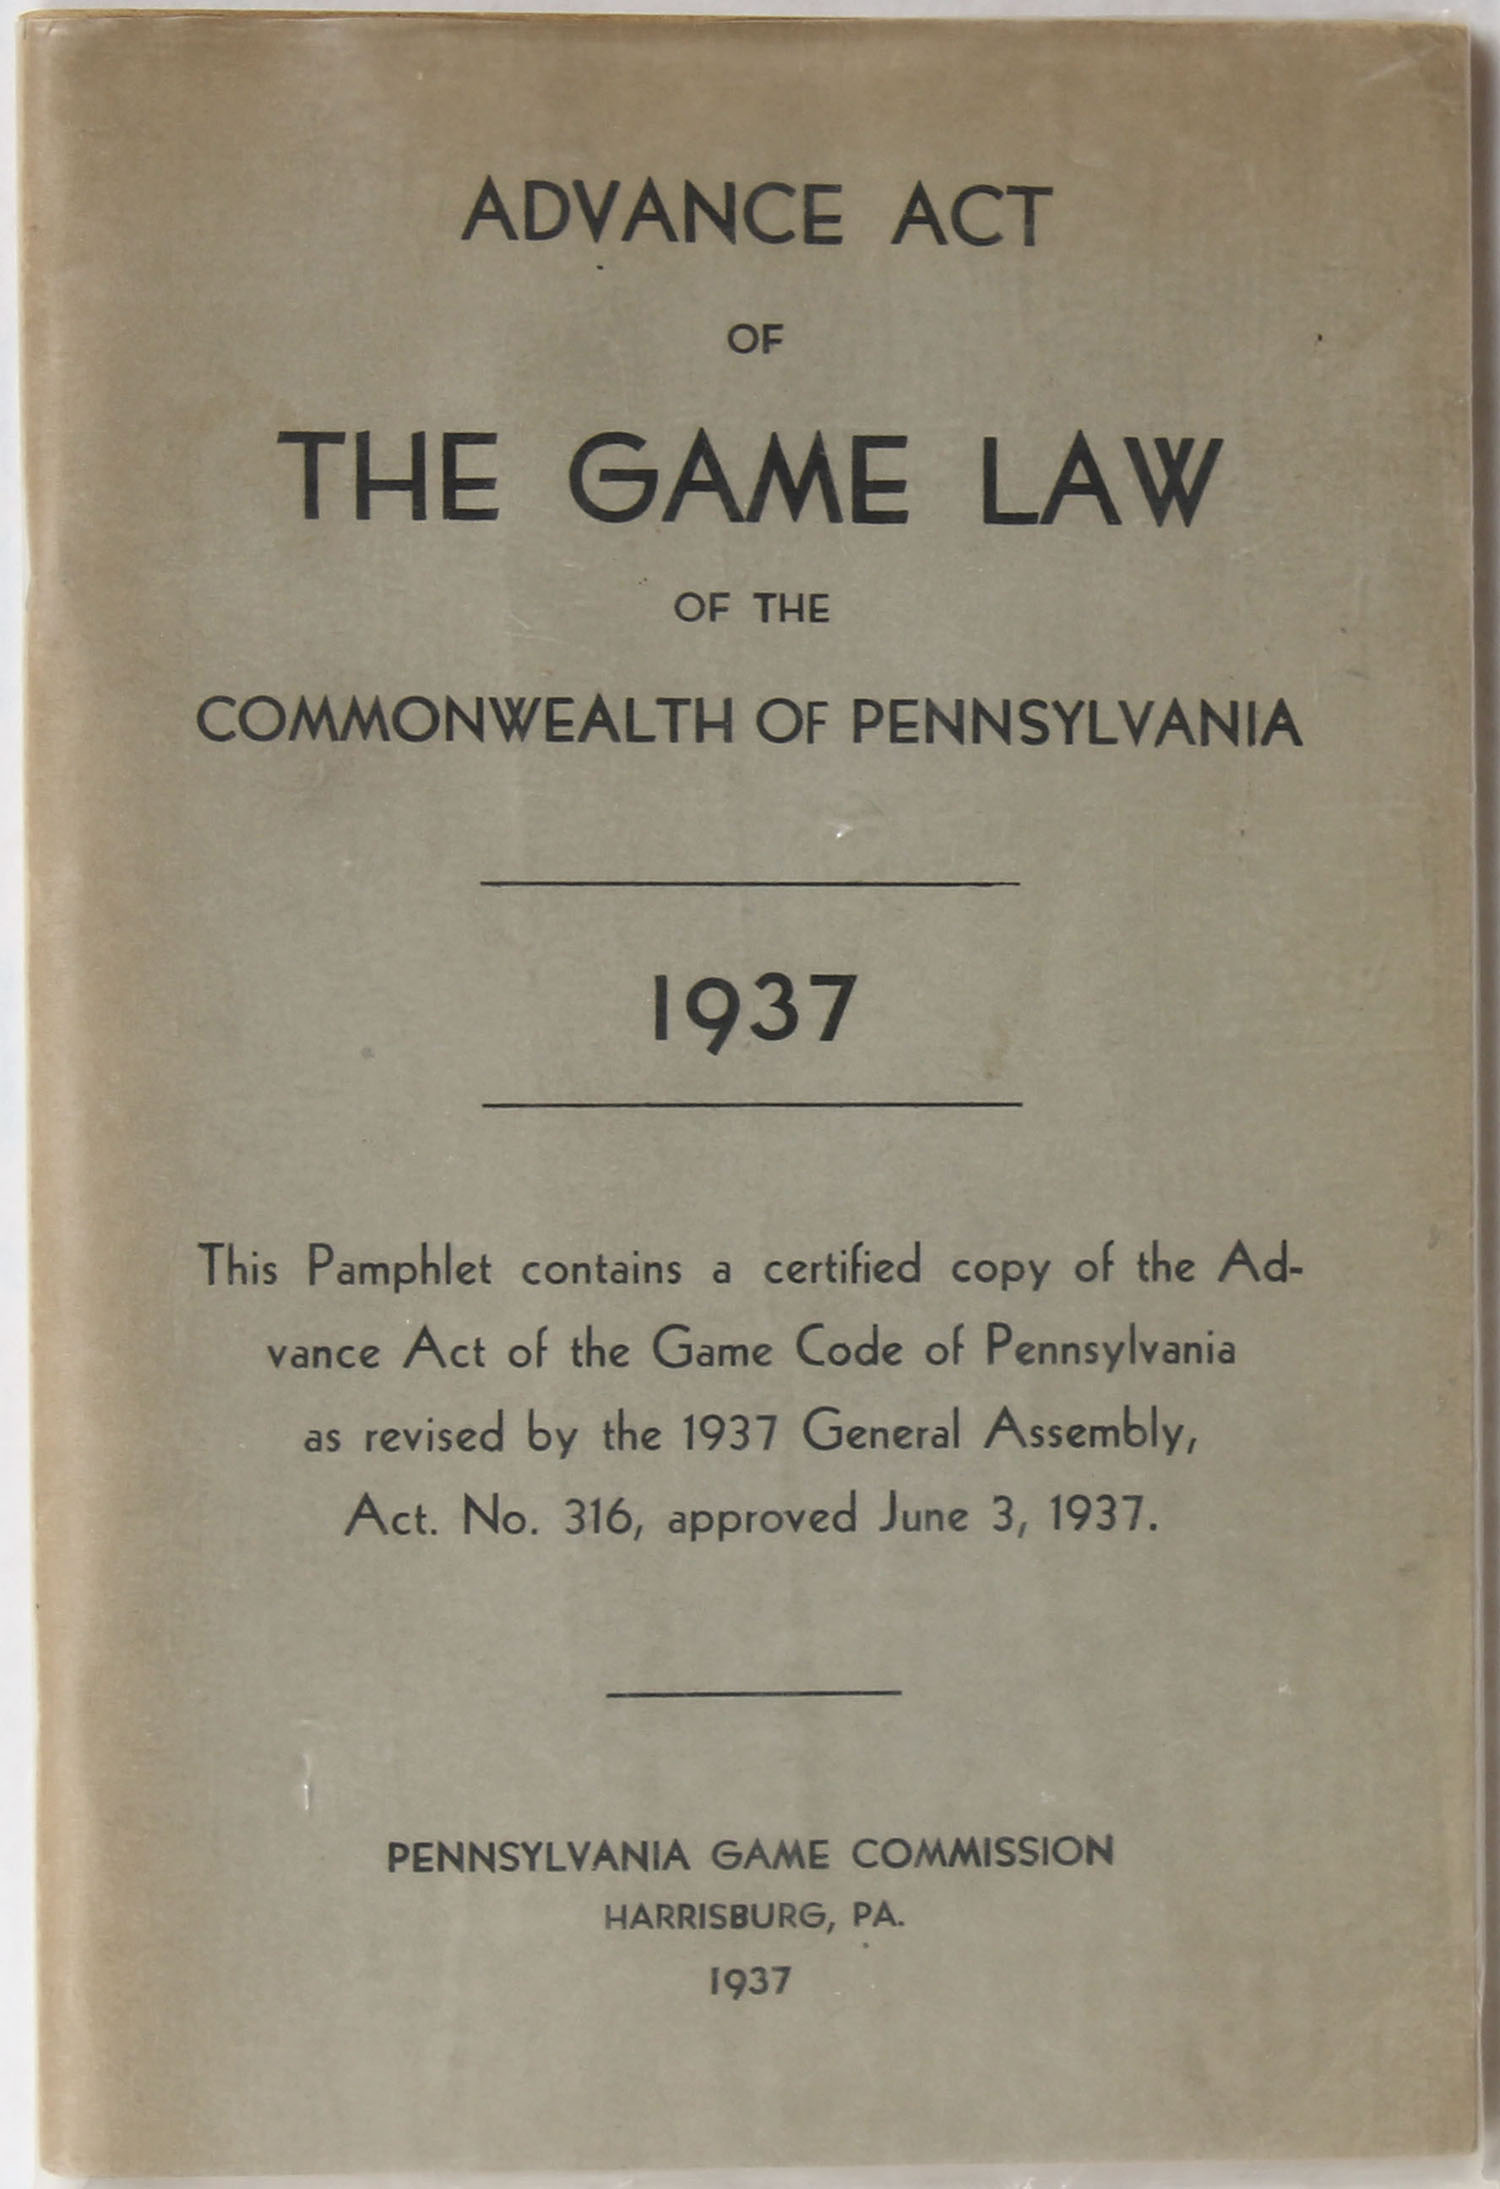 ADVANCE ACT
OF
THE GAME LAW
OF THE
COMMONWEALTH OF PENNSYLVANIA
1937
This Pamphlet contains a certified copy of the Ad-
vance Act of the Game Code of Pennsylvania
as revised by the 1937 General Assembly,
Act. No. 316, approved June 3, 1937.
PENNSYLVANIA GAME COMMISSION
HARRISBURG, PA.
1937